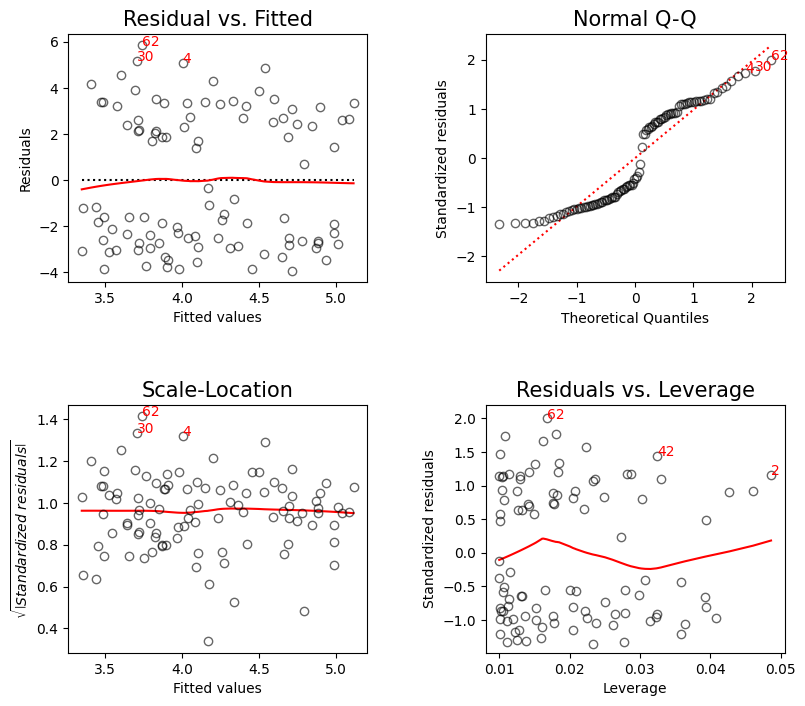 Residual vs. Fitted
Residuals
6
4
2
0
−2
−4
62
30
4
3.5 4.0 4.5 5.0
Fitted values
Normal Q-Q
Standardized residuals
2
1
0
−1
−2
62
30
4
−2 −1 0 1 2
Theoretical Quantiles
Scale-Location
√|Standardized residuals|
1.4
1.2
1.0
0.8
0.6
0.4
62
30
4
3.5 4.0 4.5 5.0
Fitted values
Residuals vs. Leverage
Standardized residuals
2.0
1.5
1.0
0.5
0.0
−0.5
−1.0
62
42
2
0.01 0.02 0.03 0.04 0.05
Leverage